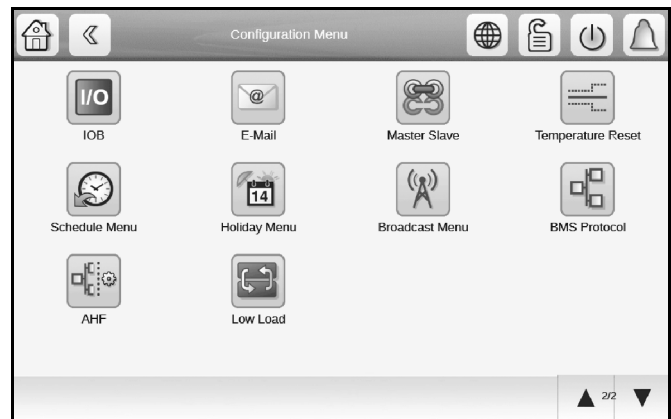 Configuration Menu
I/O
@
IOB
E-Mail
Master Slave
Temperature Reset
14
Schedule Menu
Holiday Menu
Broadcast Menu
BMS Protocol
AHF
Low Load
2/2